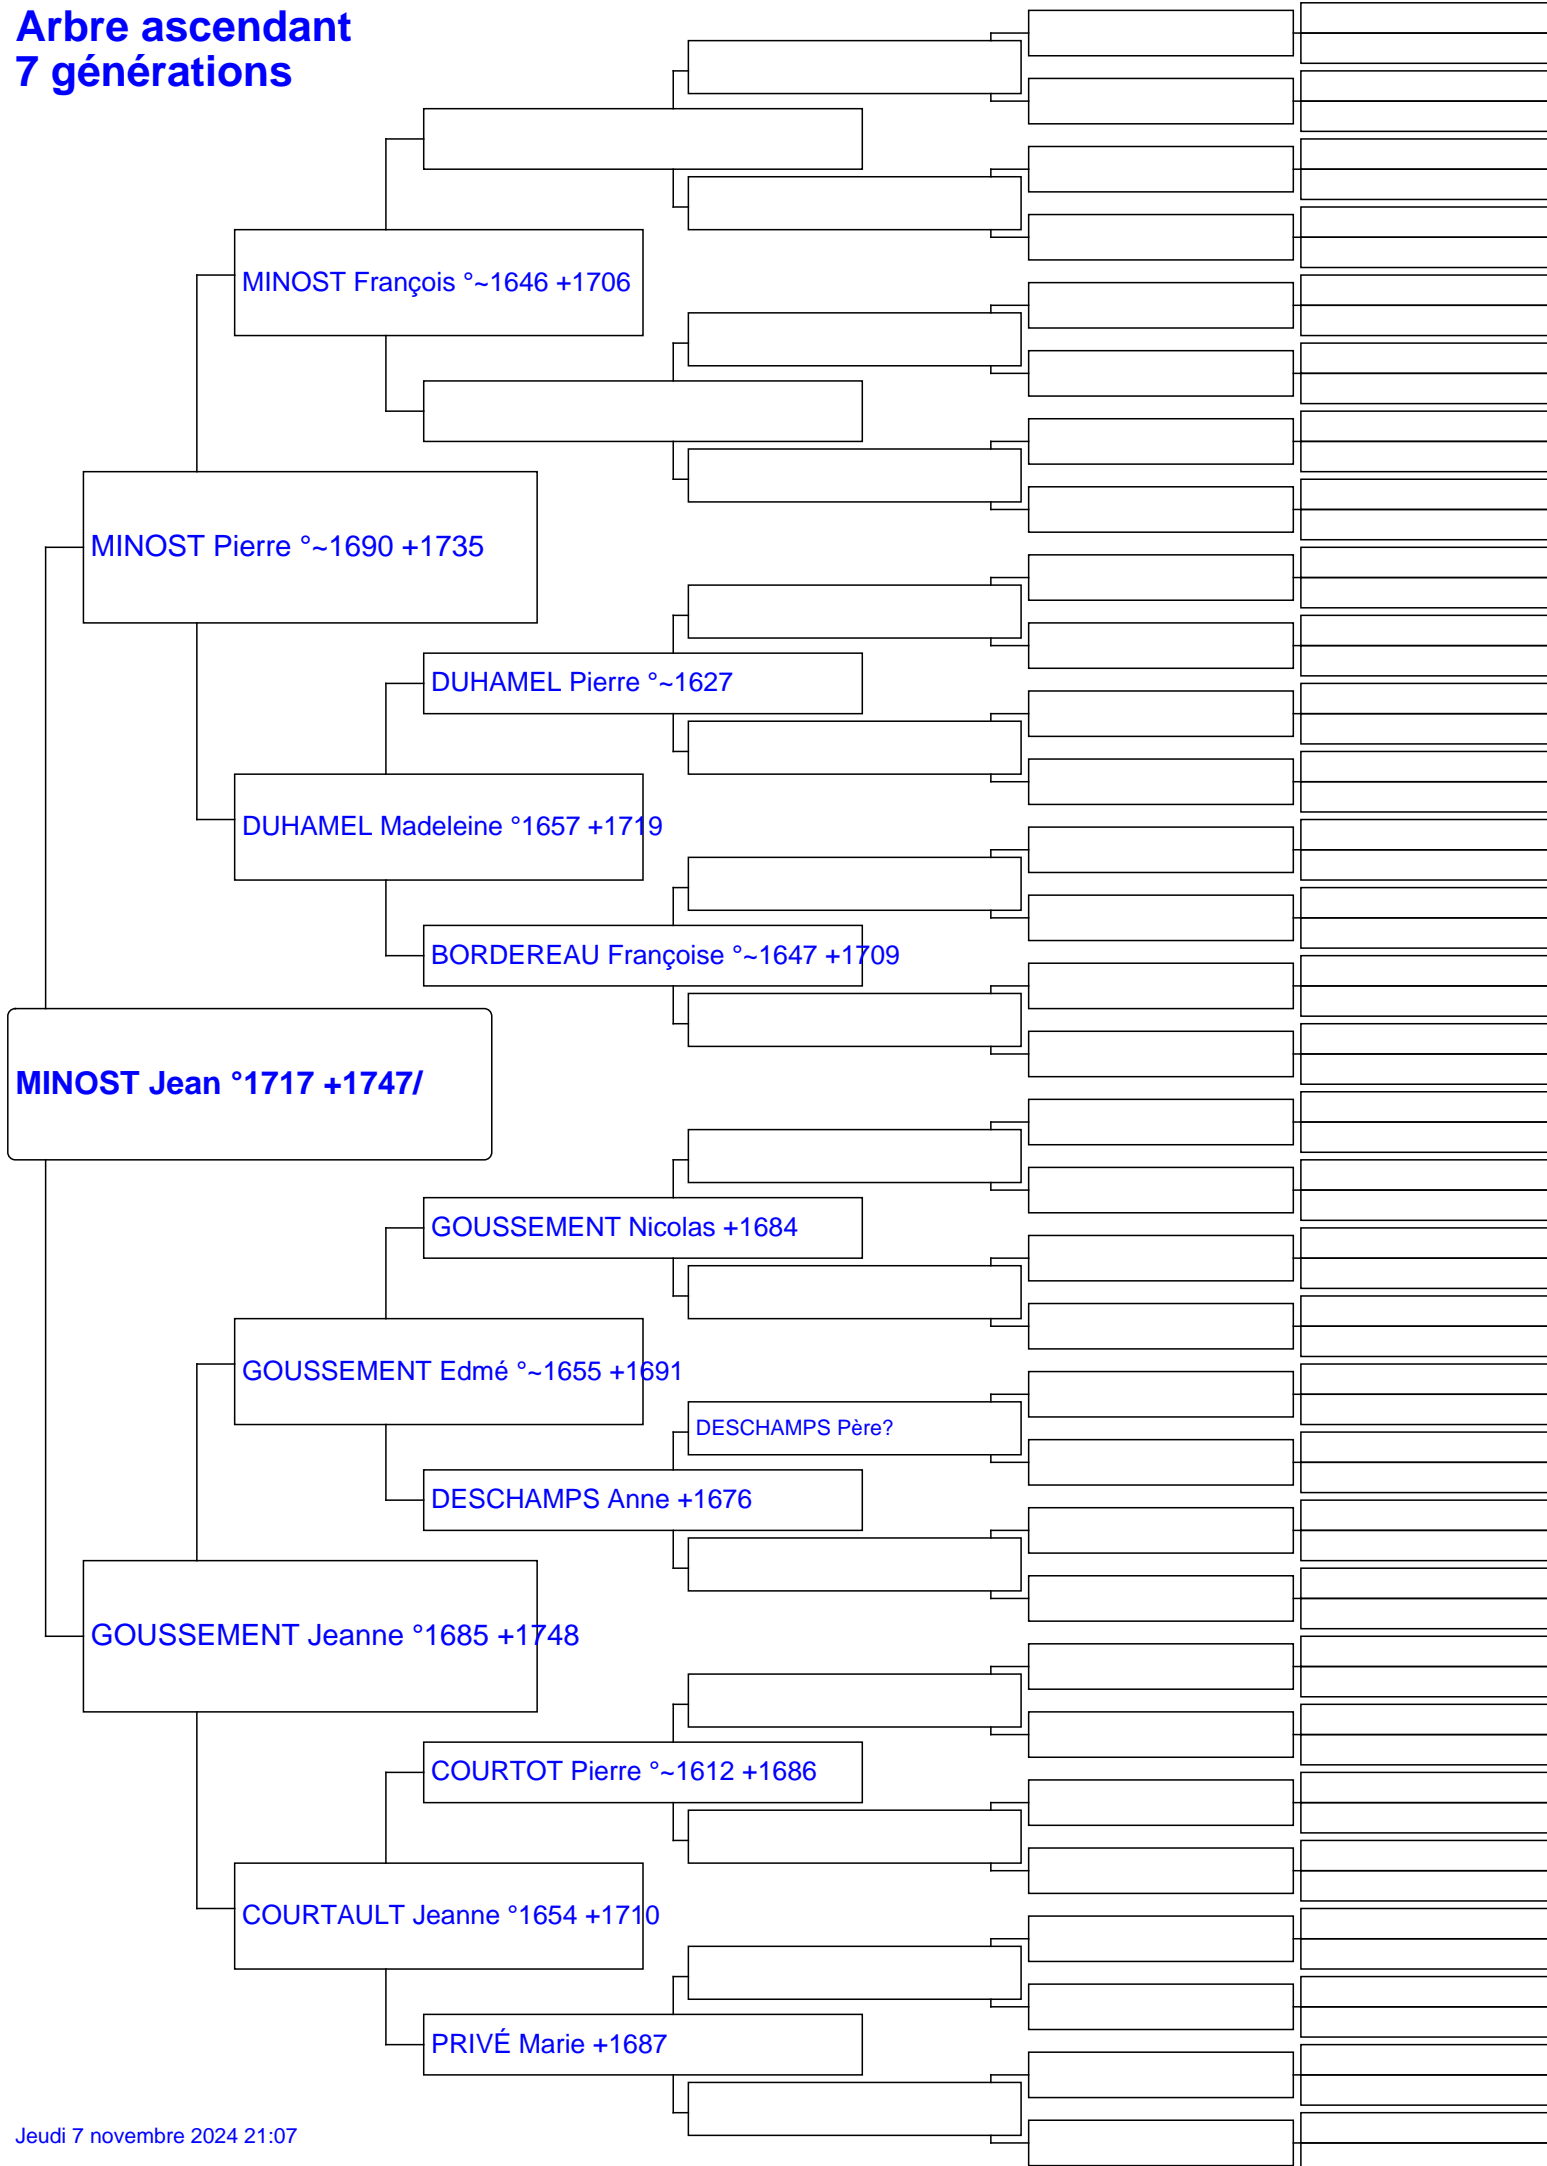 Arbre ascendant
7 générations
MINOST François °~1646 +1706
MINOST Pierre °~1690 +1735
DUHAMEL Pierre °~1627
DUHAMEL Madeleine °1657 +1719
BORDEREAU Françoise °~1647 +1709
MINOST Jean °1717 +1747/
GOUSSEMENT Nicolas +1684
GOUSSEMENT Edmé °~1655 +1691
DESCHAMPS Père?
DESCHAMPS Anne +1676
GOUSSEMENT Jeanne °1685 +1748
COURTOT Pierre °~1612 +1686
COURTAULT Jeanne °1654 +1710
PRIVÉ Marie +1687
Jeudi 7 novembre 2024 21:07